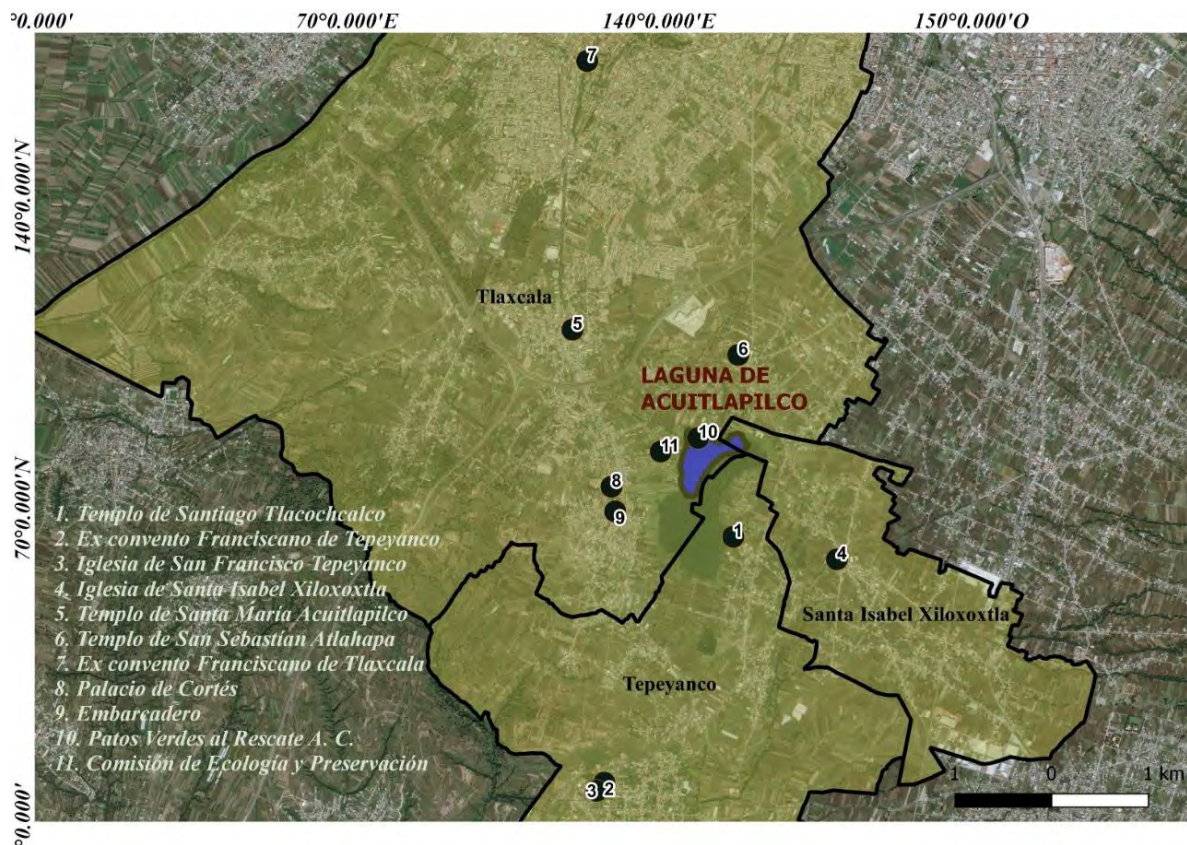 °0.000' 70°0.000'E 140°0.000'E 150°0.000'O
140°0.000'N
70°0.000'N
°0.000'
7
Tlaxcala
5
6
LAGUNA DE
ACUITLAPILCO
10
11
8
9
1
4
Santa Isabel Xiloxoxtla
Tepeyanco
3 2
1. Templo de Santiago Tlacochcalco
2. Ex convento Franciscano de Tepeyanco
3. Iglesia de San Francisco Tepeyanco
4. Iglesia de Santa Isabel Xiloxoxtla
5. Templo de Santa María Acuitlapilco
6. Templo de San Sebastían Atlahapa
7. Ex convento Franciscano de Tlaxcala
8. Palacio de Cortés
9. Embarcadero
10. Patos Verdes al Rescate A. C.
11. Comisión de Ecología y Preservación
1 0 1 km